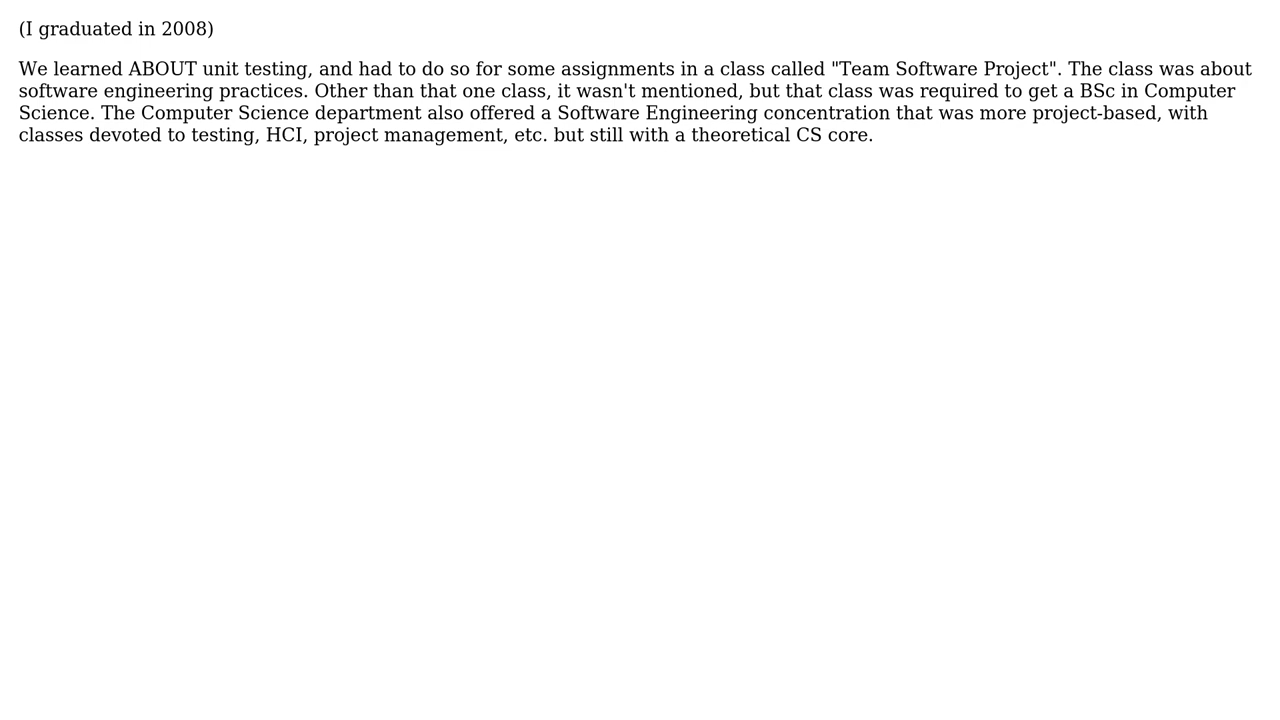 (I graduated in 2008)
We learned ABOUT unit testing, and had to do so for some assignments in a class called "Team Software Project". The class was about
software engineering practices. Other than that one class, it wasn't mentioned, but that class was required to get a BSc in Computer
Science. The Computer Science department also offered a Software Engineering concentration that was more project-based, with
classes devoted to testing, HCI, project management, etc. but still with a theoretical CS core.